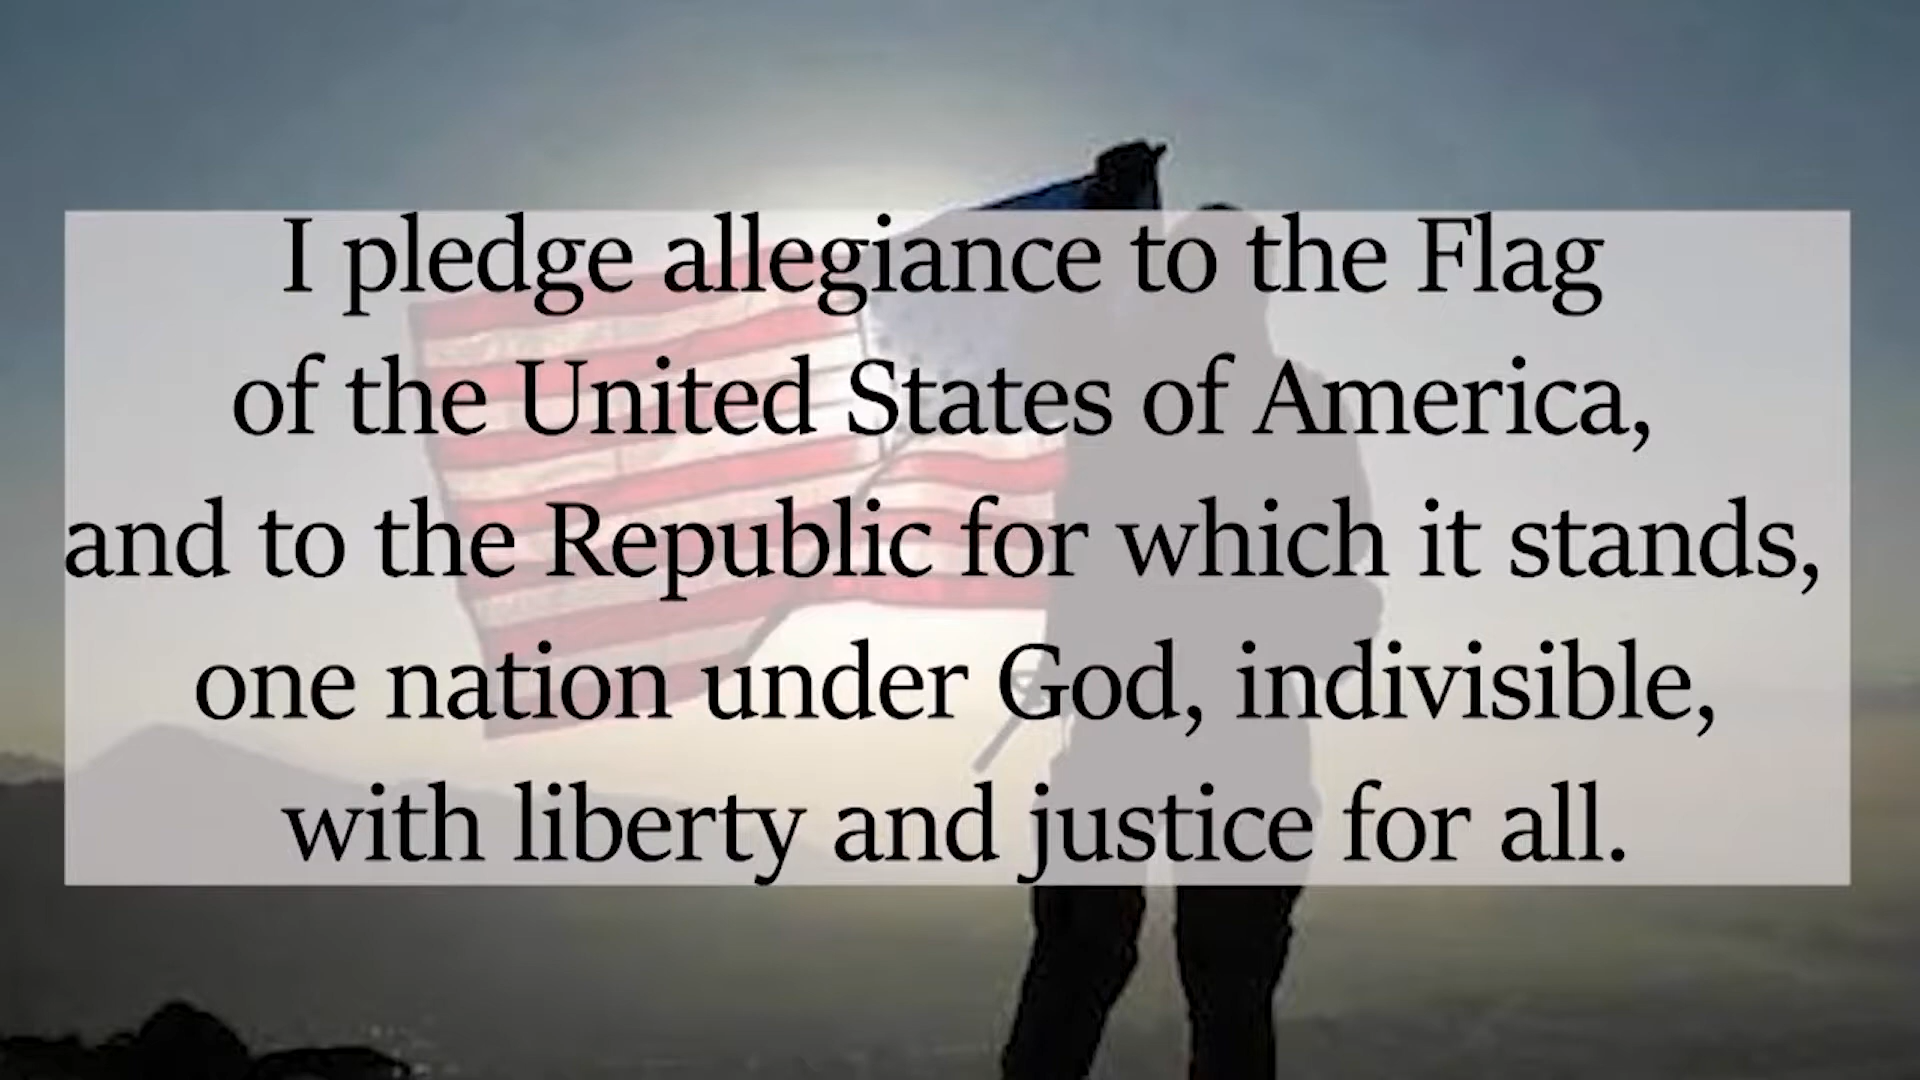 I pledge allegiance to the Flag
of the United States of America,
and to the Republic for which it stands,
one nation under God, indivisible,
with liberty and justice for all.